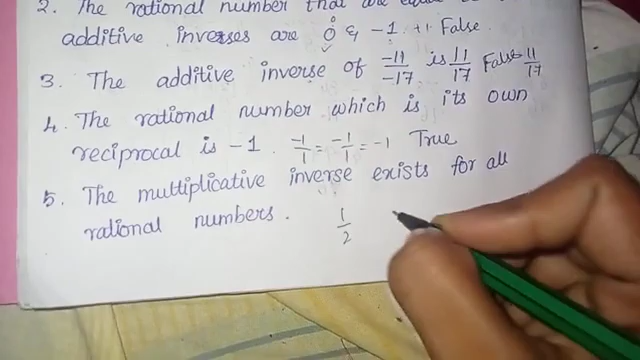 2. The rational number that are equal
additive inverses are 0 & -1. +1 False.
3. The additive inverse of -11/-17 is 11/17 False 11/17
4. The rational number which is its own
reciprocal is -1. -1/1 = -1/1 = -1 True
5. The multiplicative inverse exists for all
rational numbers. 1/2